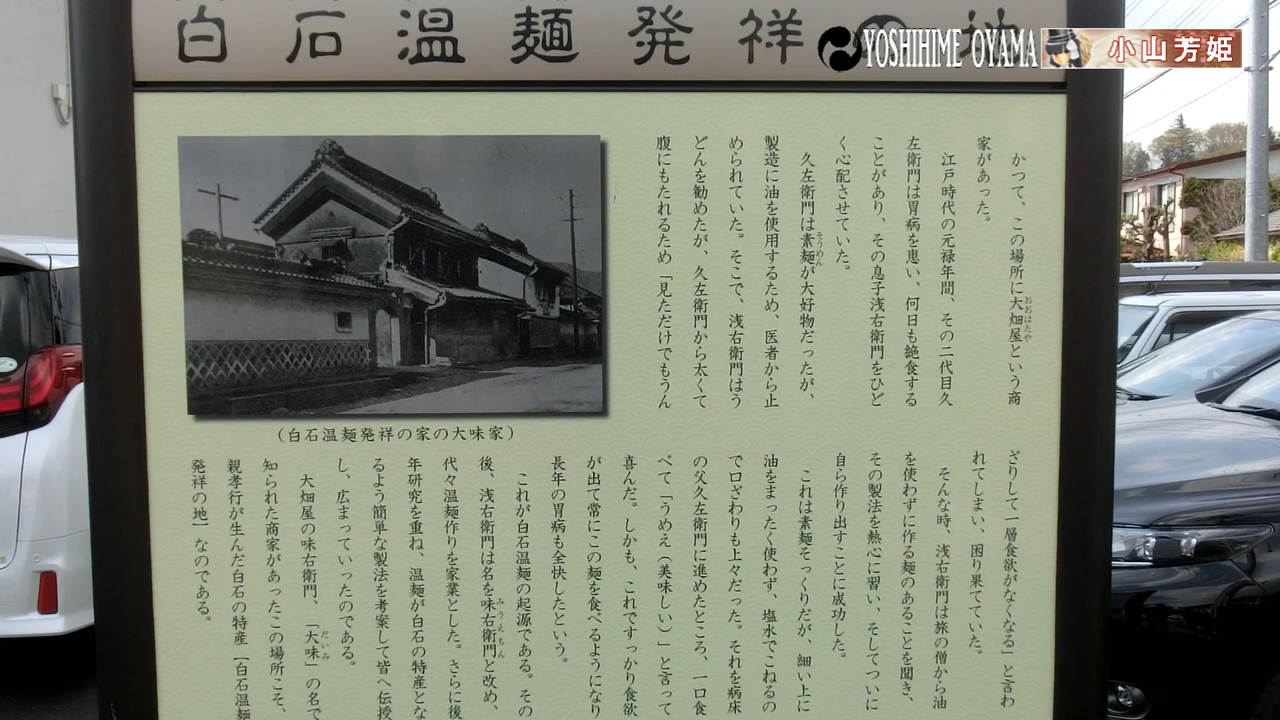 白石温麺発祥の地
YOSHIHIME OYAMA
小山芳姫
かつて、この場所に大畑屋という商
おおはたや
家があった。
江戸時代の元禄年間、その二代目久
左衛門は胃病を患い、何日も絶食する
ことがあり、その息子浅右衛門をひど
く心配させていた。
久左衛門は素麺が大好物だったが、
そうめん
製造に油を使用するため、医者から止
められていた。そこで、浅右衛門はう
どんを勧めたが、久左衛門から太くて
腹にもたれるため「見ただけでもうん
ざりして一層食欲がなくなる」と言わ
れてしまい、困り果てていた。
そんな時、浅右衛門は旅の僧から油
を使わずに作る麺のあることを聞き、
その製法を熱心に習い、そしてついに
自ら作り出すことに成功した。
これは素麺そっくりだが、細い上に
油をまったく使わず、塩水でこねるの
で口ざわりも上々だった。それを病床
の父久左衛門に進めたところ、一口食
べて「うめえ(美味しい)」と言って
喜んだ。しかも、これですっかり食欲
が出て常にこの麺を食べるようになり
長年の胃病も全快したという。
これが白石温麺の起源である。その
後、浅右衛門は名を味右衛門と改め、
みうえもん
代々温麺作りを家業とした。さらに後
年研究を重ね、温麺が白石の特産とな
るよう簡単な製法を考案して皆へ伝授
し、広まっていったのである。
大畑屋の味右衛門、「大味」の名で
だいみ
知られた商家があったこの場所こそ、
親孝行が生んだ白石の特産「白石温麺
発祥の地」なのである。
(白石温麺発祥の家の大味家)